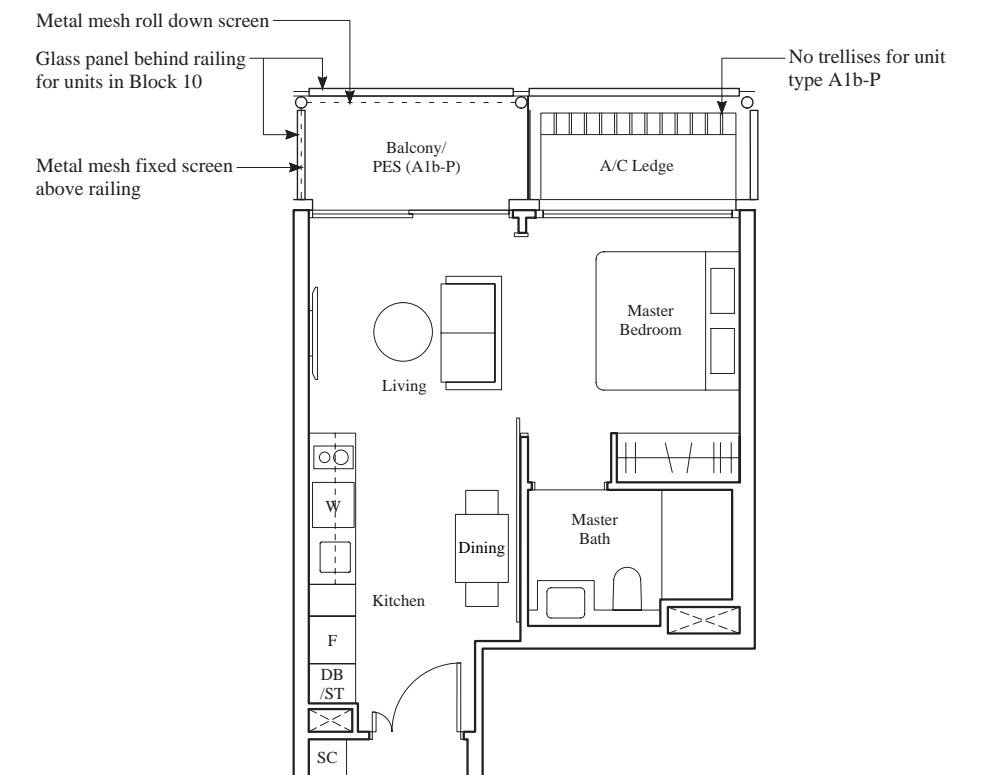 Metal mesh roll down screen
Glass panel behind railing
for units in Block 10
No trellises for unit
type A1b-P
Metal mesh fixed screen
above railing
Balcony/
PES (A1b-P)
A/C Ledge
Master
Bedroom
Living
W
Master
Bath
Dining
Kitchen
F
DB
/ST
SC